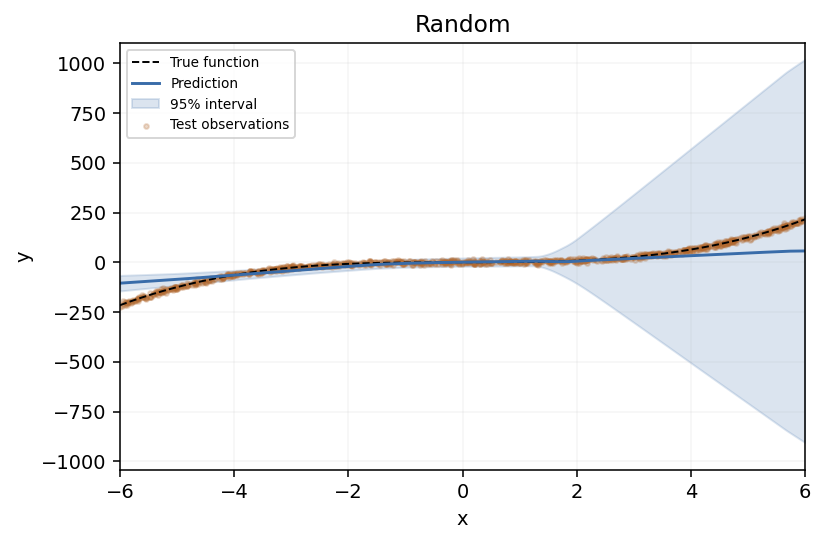 Random
True function
Prediction
95% interval
Test observations
1000
750
500
250
0
−250
−500
−750
−1000
y
−6
−4
−2
0
2
4
6
x